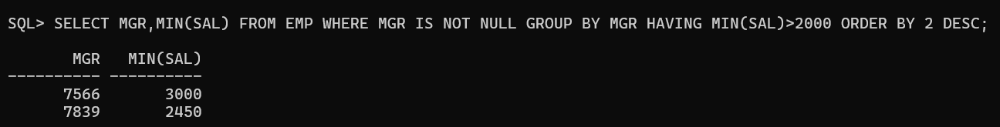 SQL> SELECT MGR,MIN(SAL) FROM EMP WHERE MGR IS NOT NULL GROUP BY MGR HAVING MIN(SAL)>2000 ORDER BY 2 DESC;
       MGR   MIN(SAL)
---------- ----------
      7566       3000
      7839       2450